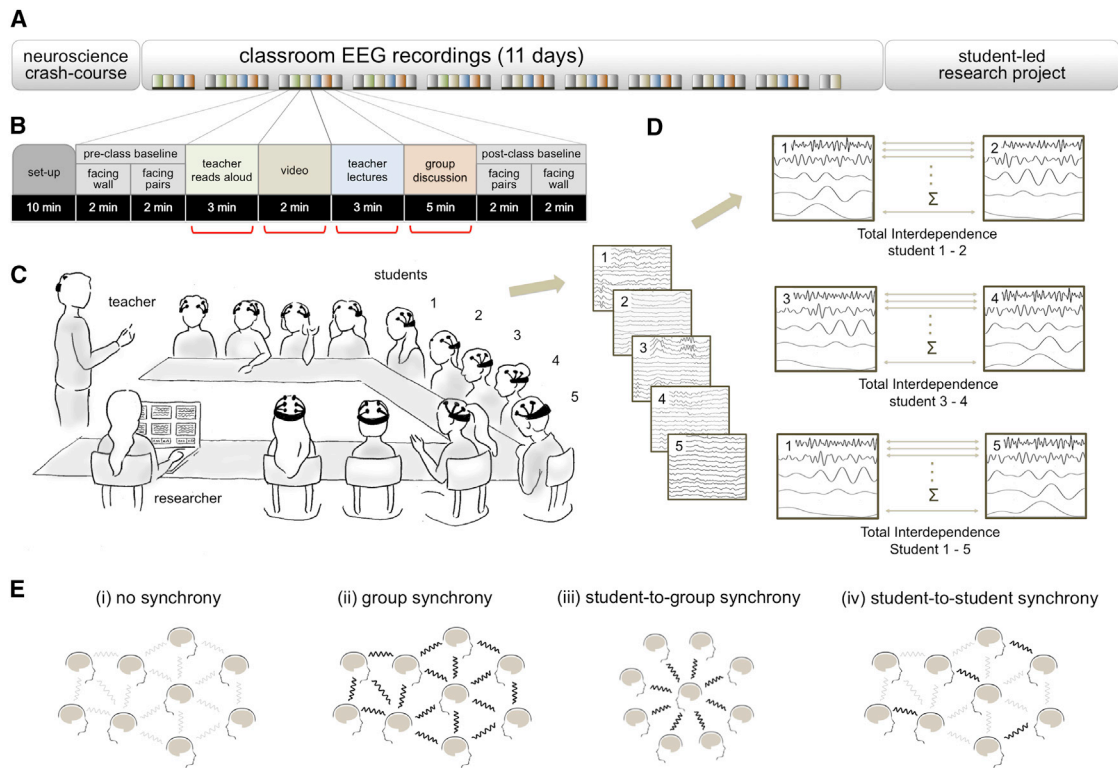 A
neuroscience
crash-course
classroom EEG recordings (11 days)
student-led
research project
B
set-up
pre-class baseline
facing
wall
facing
pairs
teacher
reads aloud
video
teacher
lectures
group
discussion
post-class baseline
facing
pairs
facing
wall
10 min
2 min
2 min
3 min
2 min
3 min
5 min
2 min
2 min
C
teacher
students
1
2
3
4
5
researcher
1
2
3
4
5
D
1
2
Σ
Total Interdependence
student 1 - 2
3
4
Σ
Total Interdependence
student 3 - 4
1
5
Σ
Total Interdependence
Student 1 - 5
E
(i) no synchrony
(ii) group synchrony
(iii) student-to-group synchrony
(iv) student-to-student synchrony